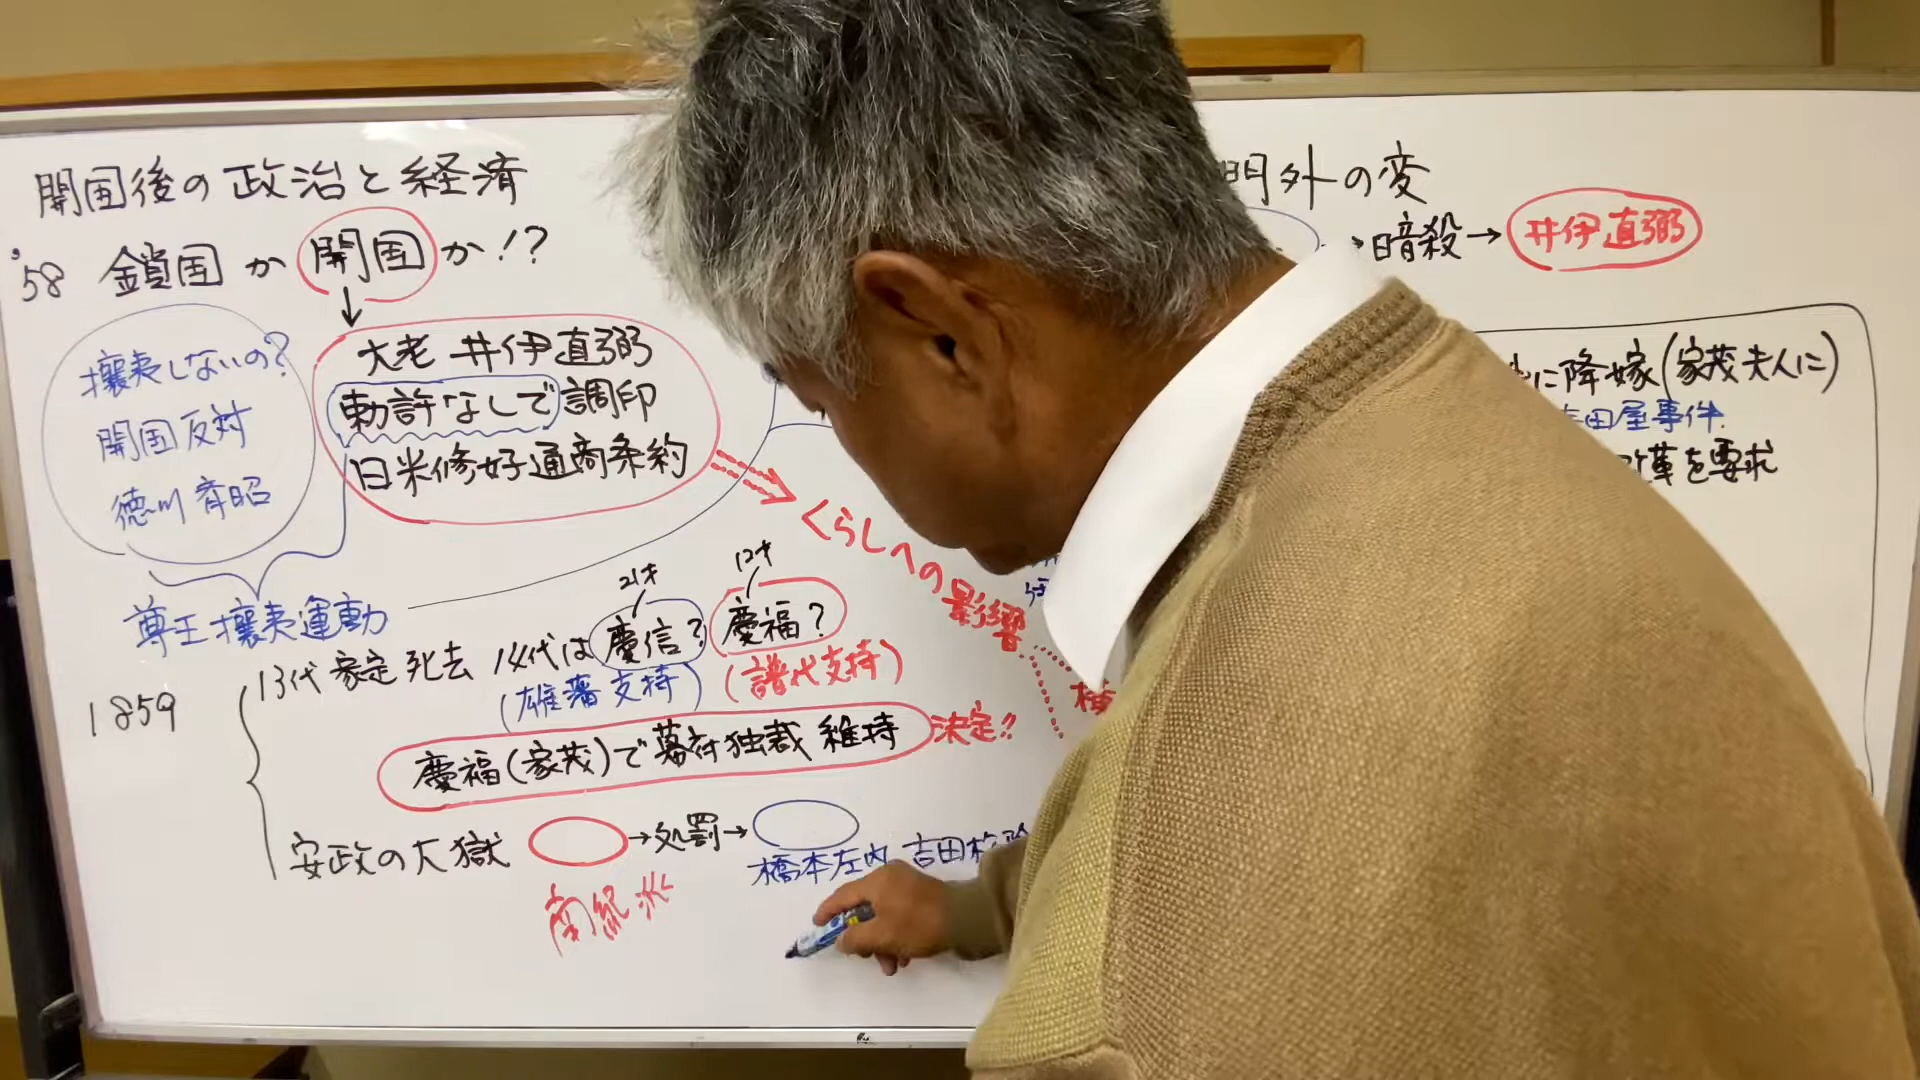 開国後の政治と経済
'58 鎖国か開国か!?
攘夷しないの?
開国反対
徳川斉昭
大老 井伊直弼
勅許なしで調印
日米修好通商条約
くらしへの影響
尊王攘夷運動
21才
12才
1859
13代家定死去 14代は慶信? 慶福?
(雄藩支持) (譜代支持)
慶福(家茂)で幕府独裁維持 決定!!
安政の大獄 →処罰→
橋本左内 吉田松陰
南紀派
門外の変
暗殺→井伊直弼
に降嫁(家茂夫人に)
田屋事件
改革を要求